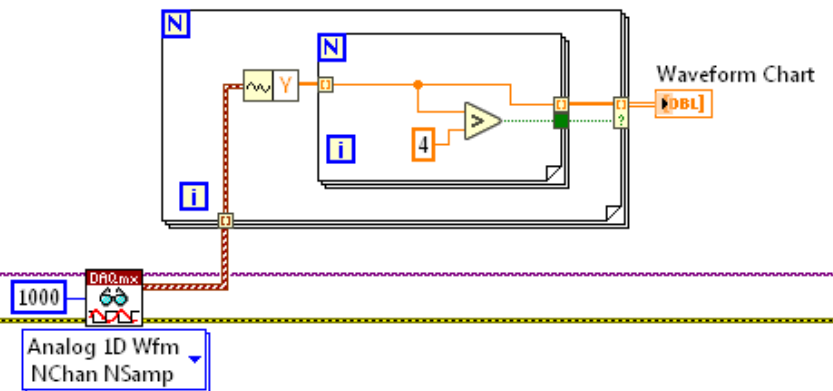 N
N
Y
Waveform Chart
DBL]
>
?
4
i
i
DAQmx
1000
Analog 1D Wfm
NChan NSamp